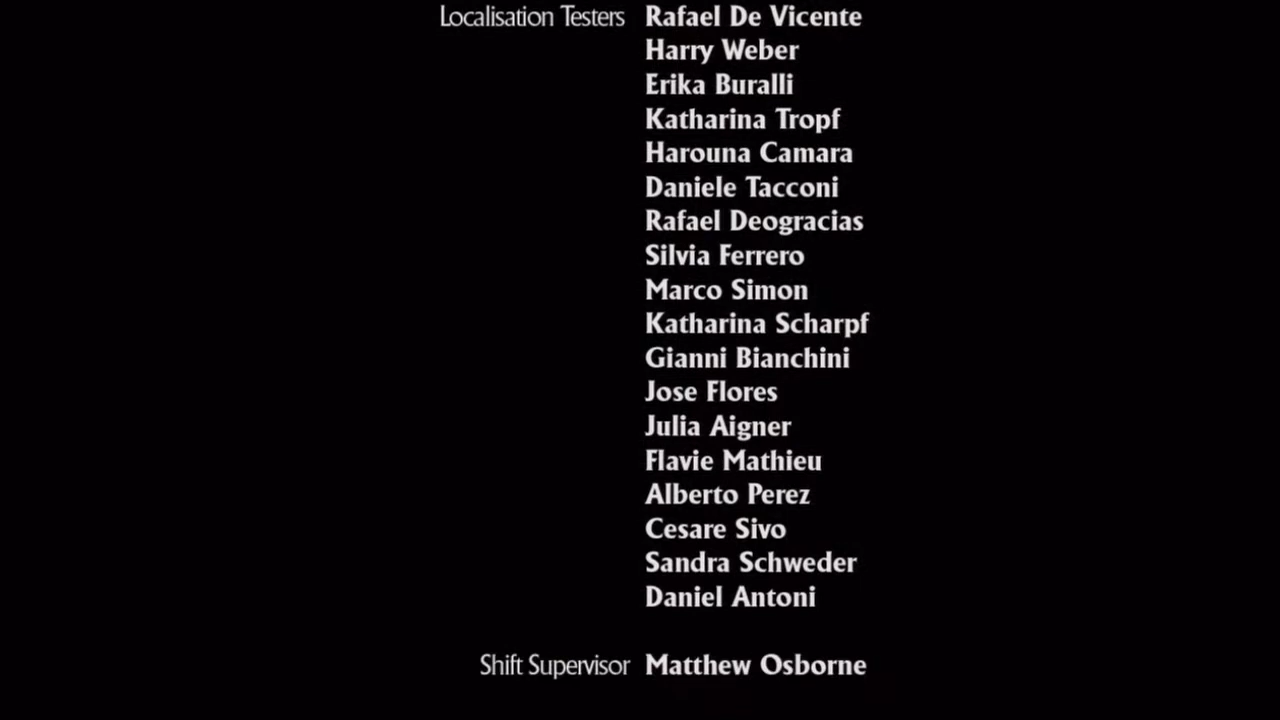 Localisation Testers Rafael De Vicente
Harry Weber
Erika Buralli
Katharina Tropf
Harouna Camara
Daniele Tacconi
Rafael Deogracias
Silvia Ferrero
Marco Simon
Katharina Scharpf
Gianni Bianchini
Jose Flores
Julia Aigner
Flavie Mathieu
Alberto Perez
Cesare Sivo
Sandra Schweder
Daniel Antoni
Shift Supervisor Matthew Osborne